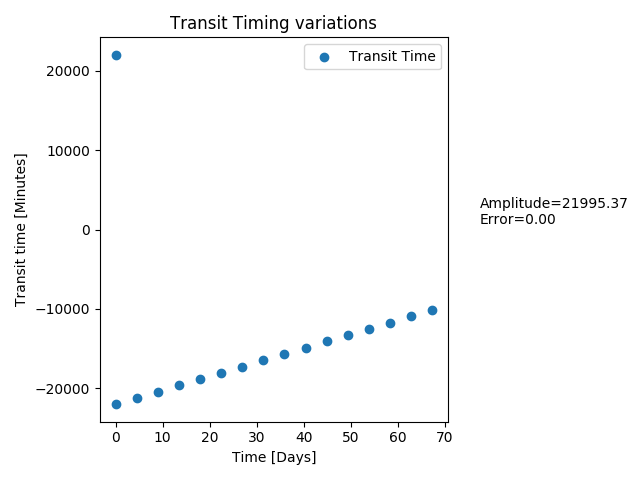 Transit Timing variations
Transit Time
Transit time [Minutes]
20000
10000
0
−10000
−20000
0 10 20 30 40 50 60 70
Time [Days]
Amplitude=21995.37
Error=0.00